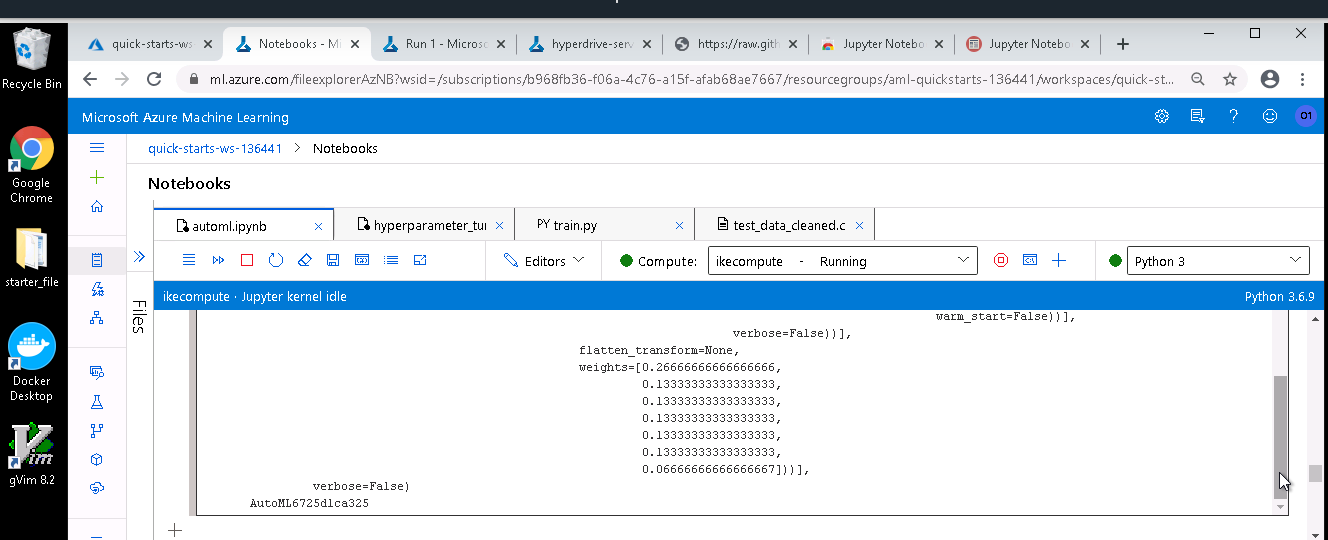 Recycle Bin
Google
Chrome
starter_file
Docker
Desktop
gVim 8.2
quick-starts-ws
Notebooks - Mi
Run 1 - Microso
hyperdrive-serv
https://raw.gith
Jupyter Notebo
Jupyter Notebo
ml.azure.com/fileexplorerAzNB?wsid=/subscriptions/b968fb36-f06a-4c76-a15f-afab68ae7667/resourcegroups/aml-quickstarts-136441/workspaces/quick-st...
Microsoft Azure Machine Learning
O1
quick-starts-ws-136441 > Notebooks
Notebooks
automl.ipynb
hyperparameter_tur
PY train.py
test_data_cleaned.c
Editors
Compute:
ikecompute - Running
Python 3
ikecompute · Jupyter kernel idle
Python 3.6.9
Files
warm_start=False))],
verbose=False))],
flatten_transform=None,
weights=[0.26666666666666666,
0.13333333333333333,
0.13333333333333333,
0.13333333333333333,
0.13333333333333333,
0.13333333333333333,
0.06666666666666667]))],
verbose=False)
AutoML6725d1ca325